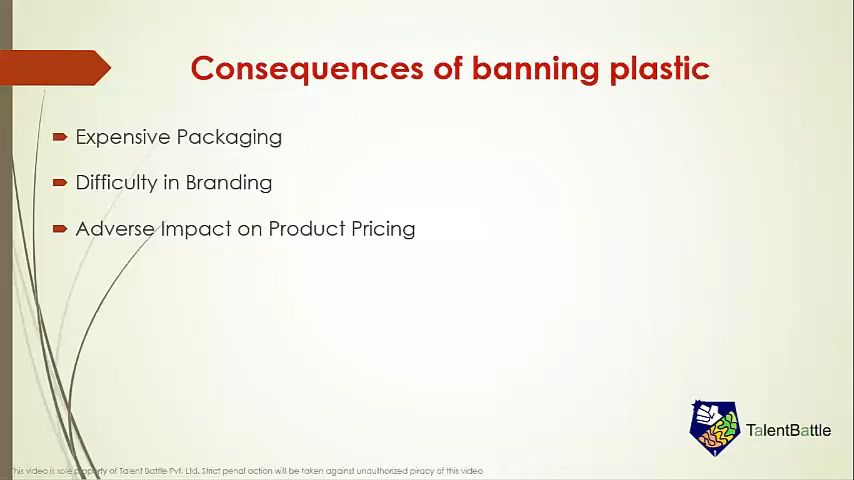 Consequences of banning plastic
Expensive Packaging
Difficulty in Branding
Adverse Impact on Product Pricing
TalentBattle
This video is sole property of Talent Battle Pvt. Ltd. Strict penal action will be taken against unauthorized piracy of this video